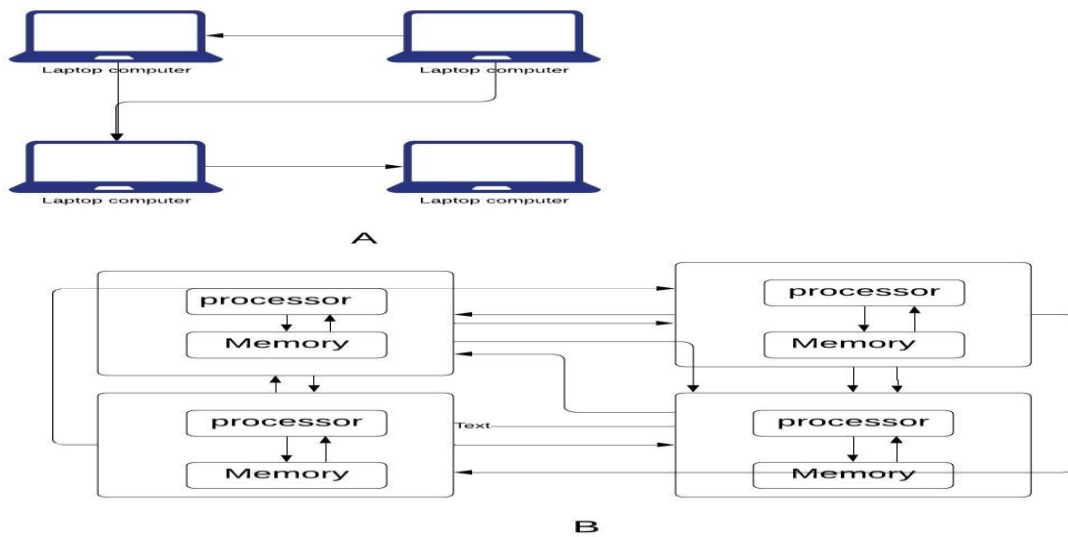 Laptop computer Laptop computer
Laptop computer Laptop computer
A
processor
Memory
processor
Memory
processor
Memory
Text
processor
Memory
B